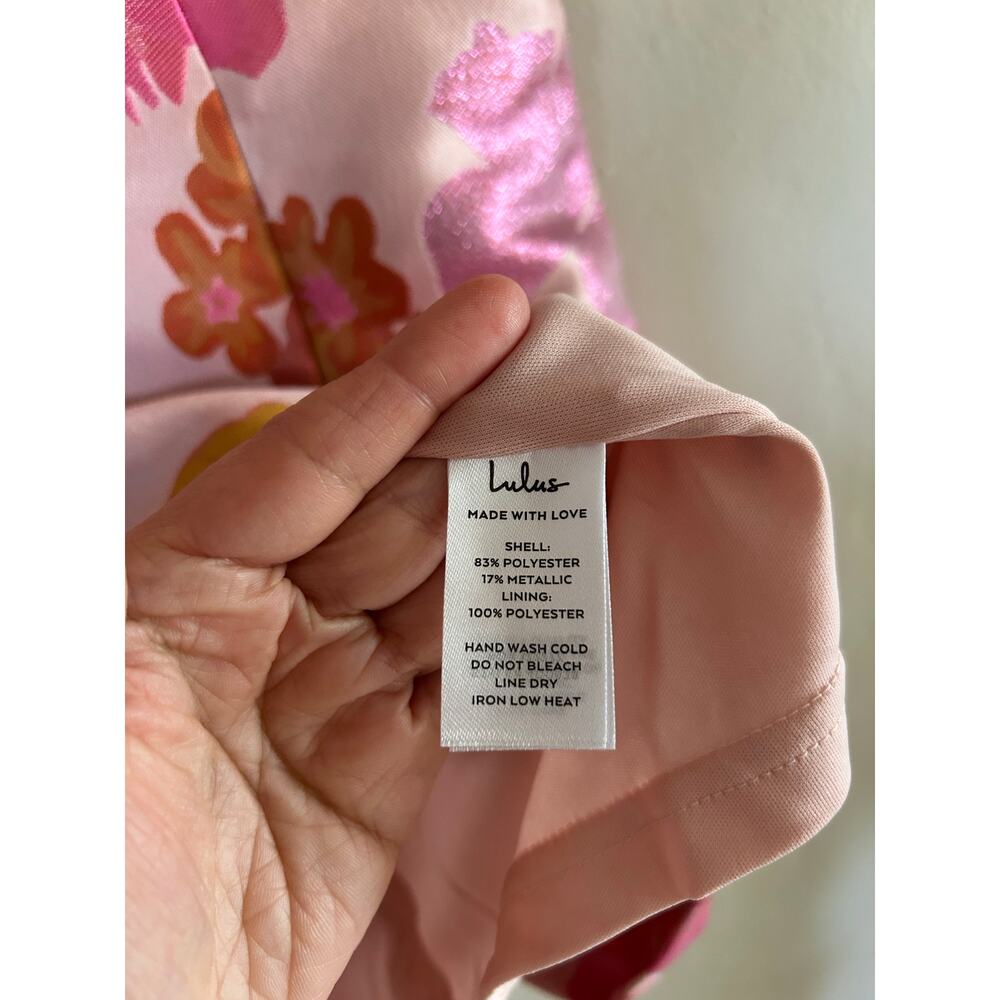 Lulus
MADE WITH LOVE
SHELL:
83% POLYESTER
17% METALLIC
LINING:
100% POLYESTER
HAND WASH COLD
DO NOT BLEACH
LINE DRY
IRON LOW HEAT